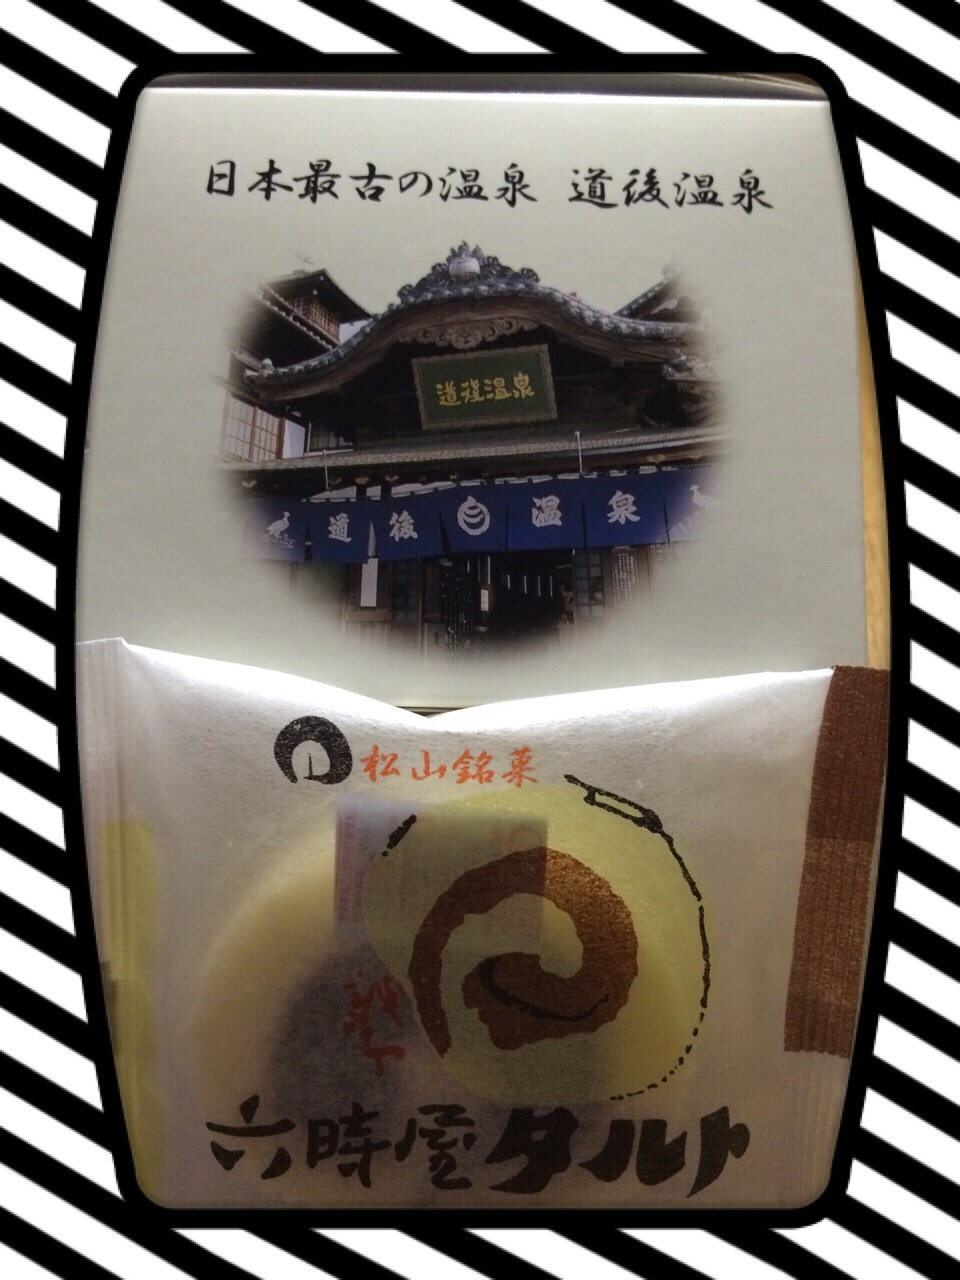 日本最古の温泉 道後温泉
道後温泉
道後 温泉
松山銘菓
六時屋タルト